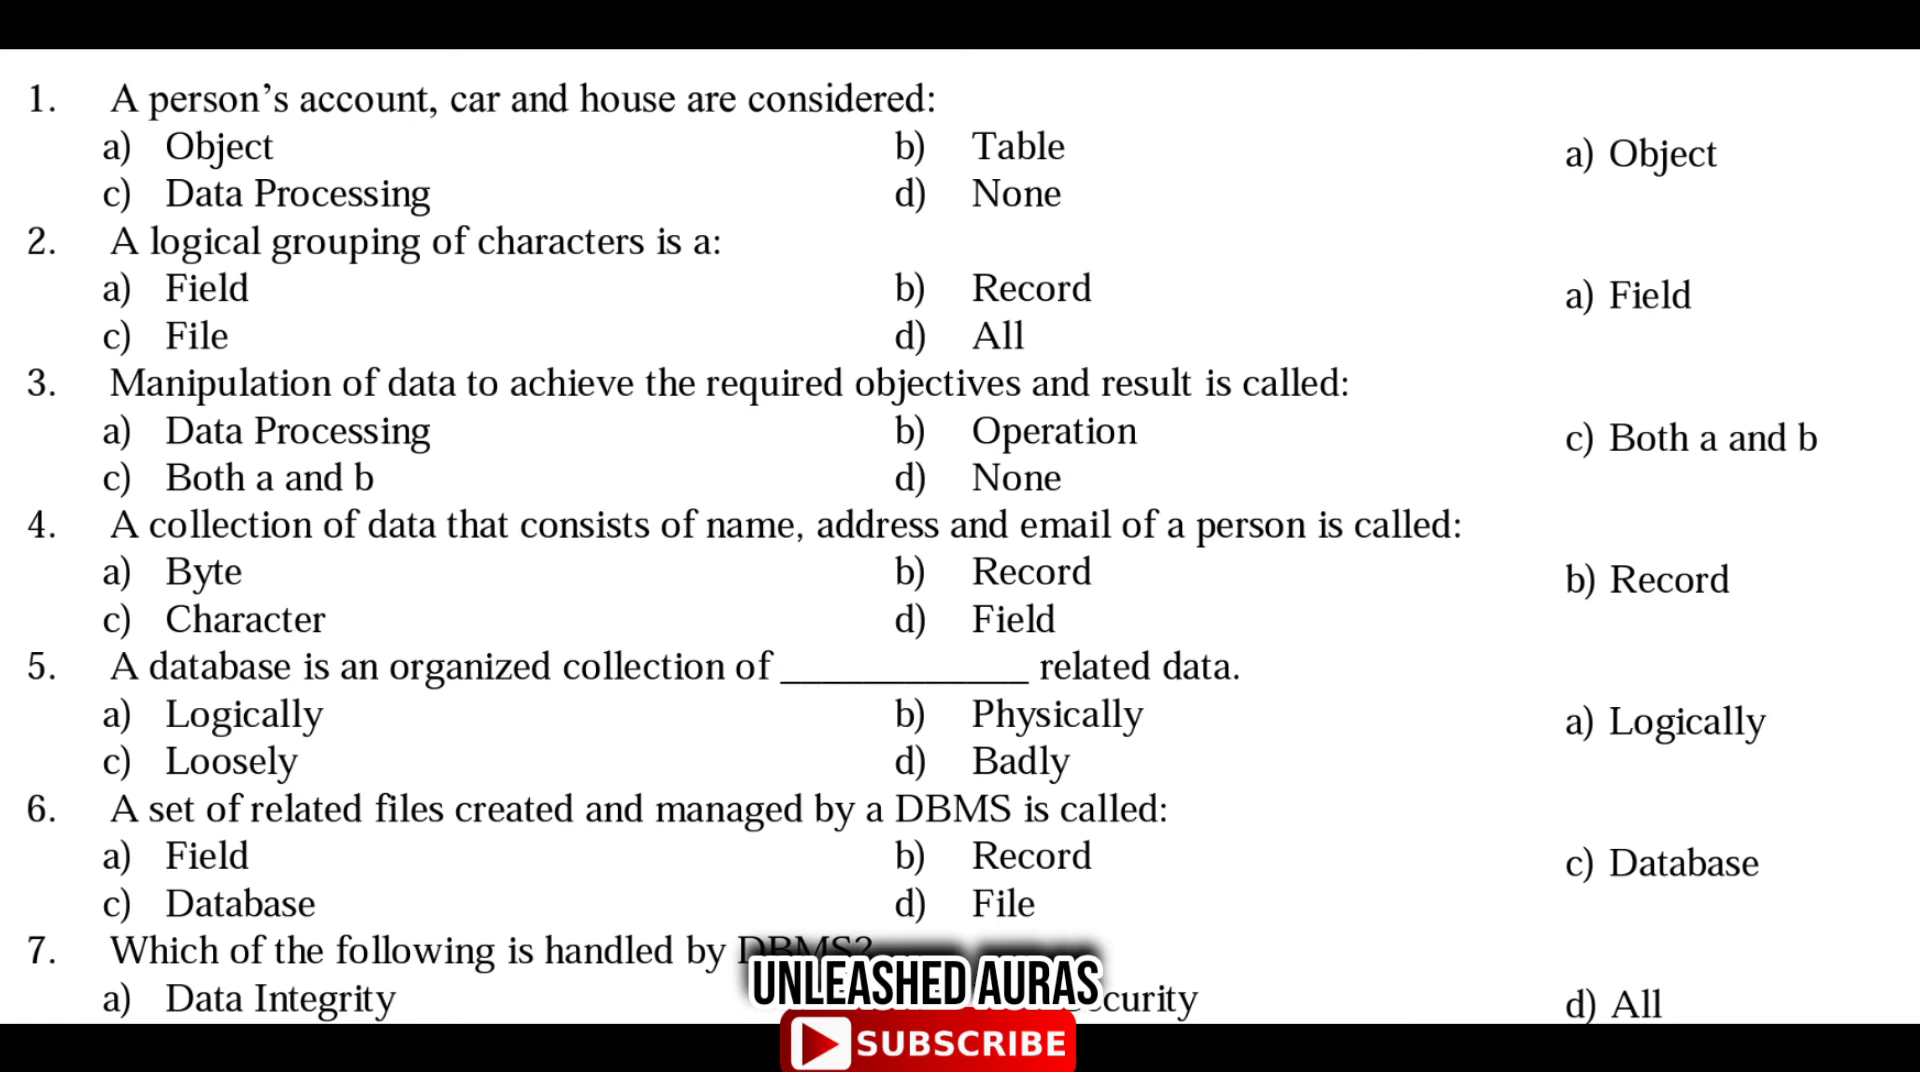 1. A person’s account, car and house are considered:
a) Object b) Table a) Object
c) Data Processing d) None
2. A logical grouping of characters is a:
a) Field b) Record a) Field
c) File d) All
3. Manipulation of data to achieve the required objectives and result is called:
a) Data Processing b) Operation c) Both a and b
c) Both a and b d) None
4. A collection of data that consists of name, address and email of a person is called:
a) Byte b) Record b) Record
c) Character d) Field
5. A database is an organized collection of _____________ related data.
a) Logically b) Physically a) Logically
c) Loosely d) Badly
6. A set of related files created and managed by a DBMS is called:
a) Field b) Record c) Database
c) Database d) File
7. Which of the following is handled by DBMS?
a) Data Integrity curity d) All
UNLEASHED AURAS
SUBSCRIBE